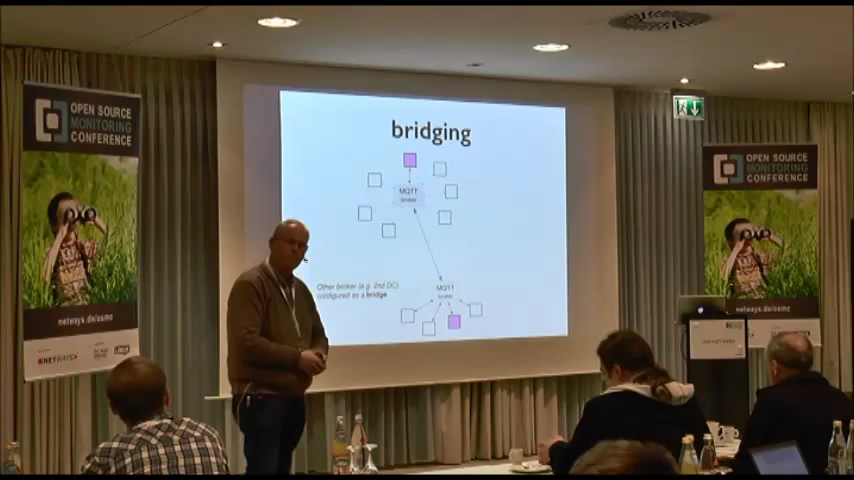 OPEN SOURCE
MONITORING
CONFERENCE
netways.de/osmc
NETWAYS
bridging
MQTT
broker
Other broker (e.g. 2nd DC)
configured as a bridge
MQTT
broker
OPEN SOURCE
MONITORING
CONFERENCE
netways.de/osmc